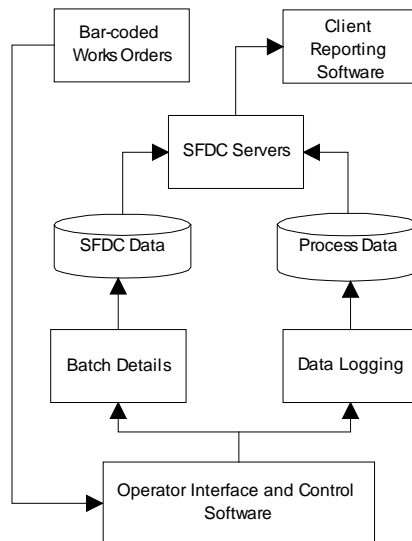 Bar-coded
Works Orders
Client
Reporting
Software
SFDC Servers
SFDC Data
Process Data
Batch Details
Data Logging
Operator Interface and Control
Software